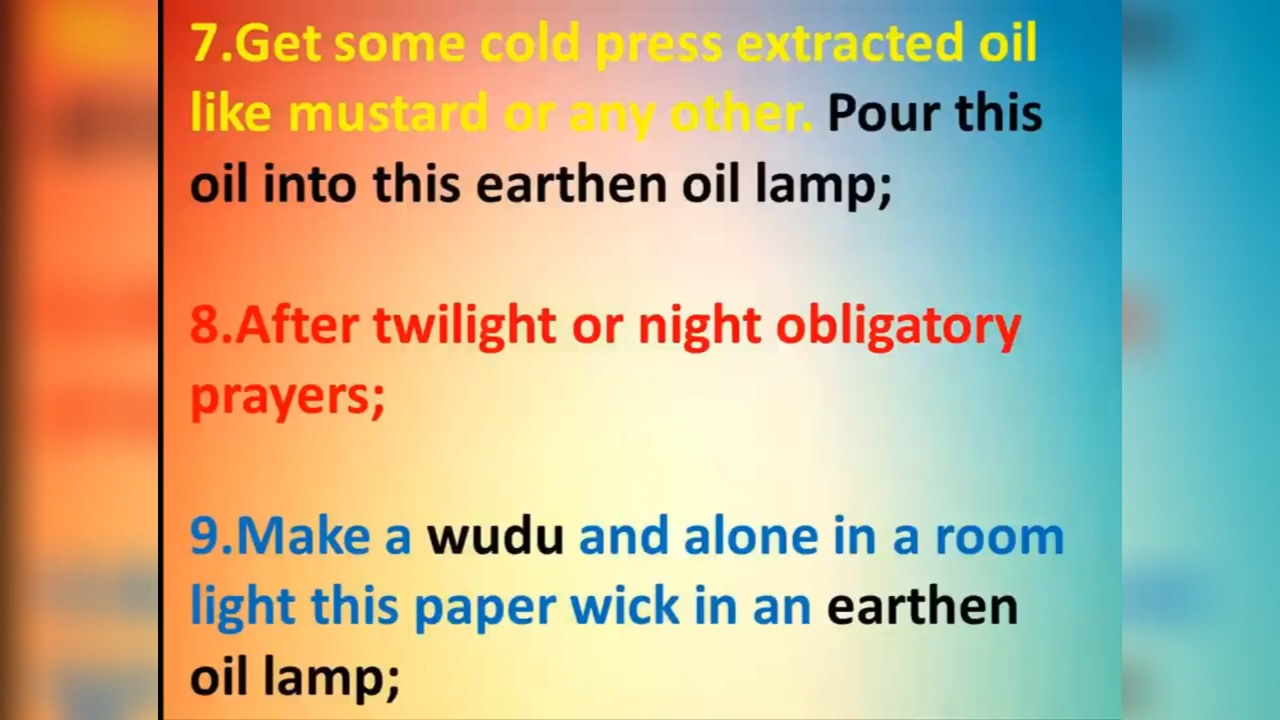 7.Get some cold press extracted oil
like mustard or any other. Pour this
oil into this earthen oil lamp;
8.After twilight or night obligatory
prayers;
9.Make a wudu and alone in a room
light this paper wick in an earthen
oil lamp;